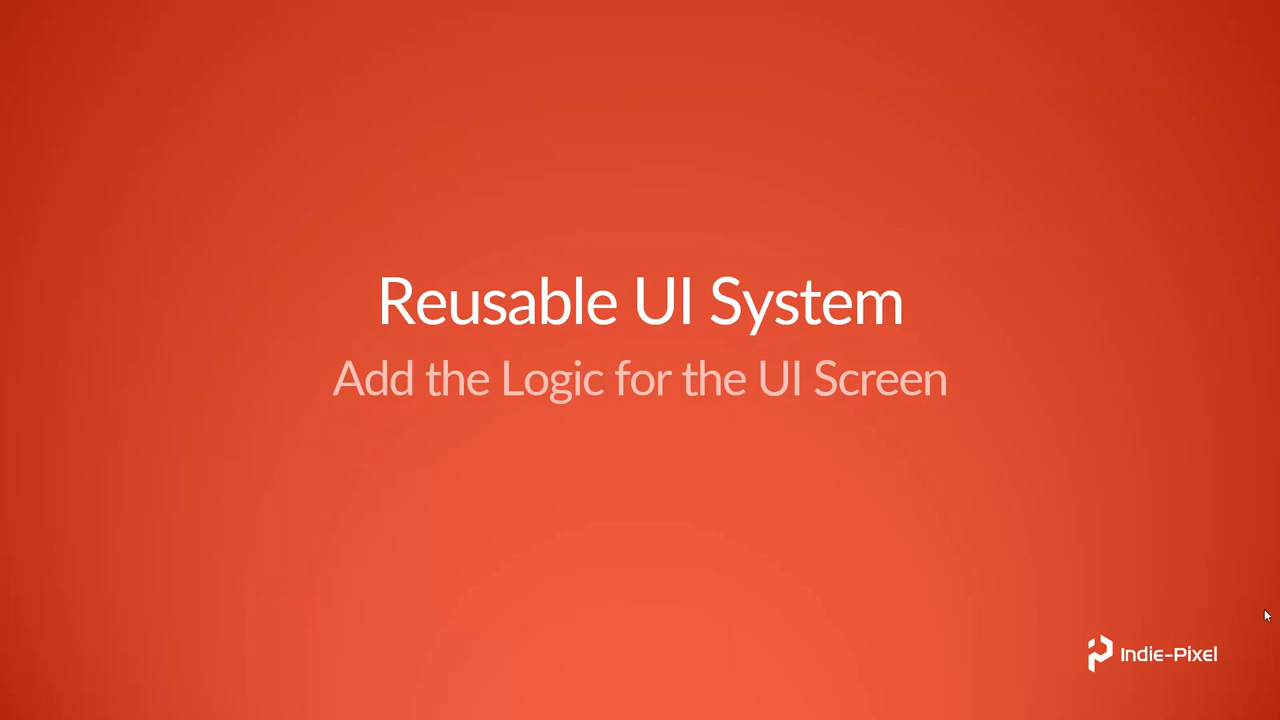 Reusable UI System
Add the Logic for the UI Screen
Indie-Pixel